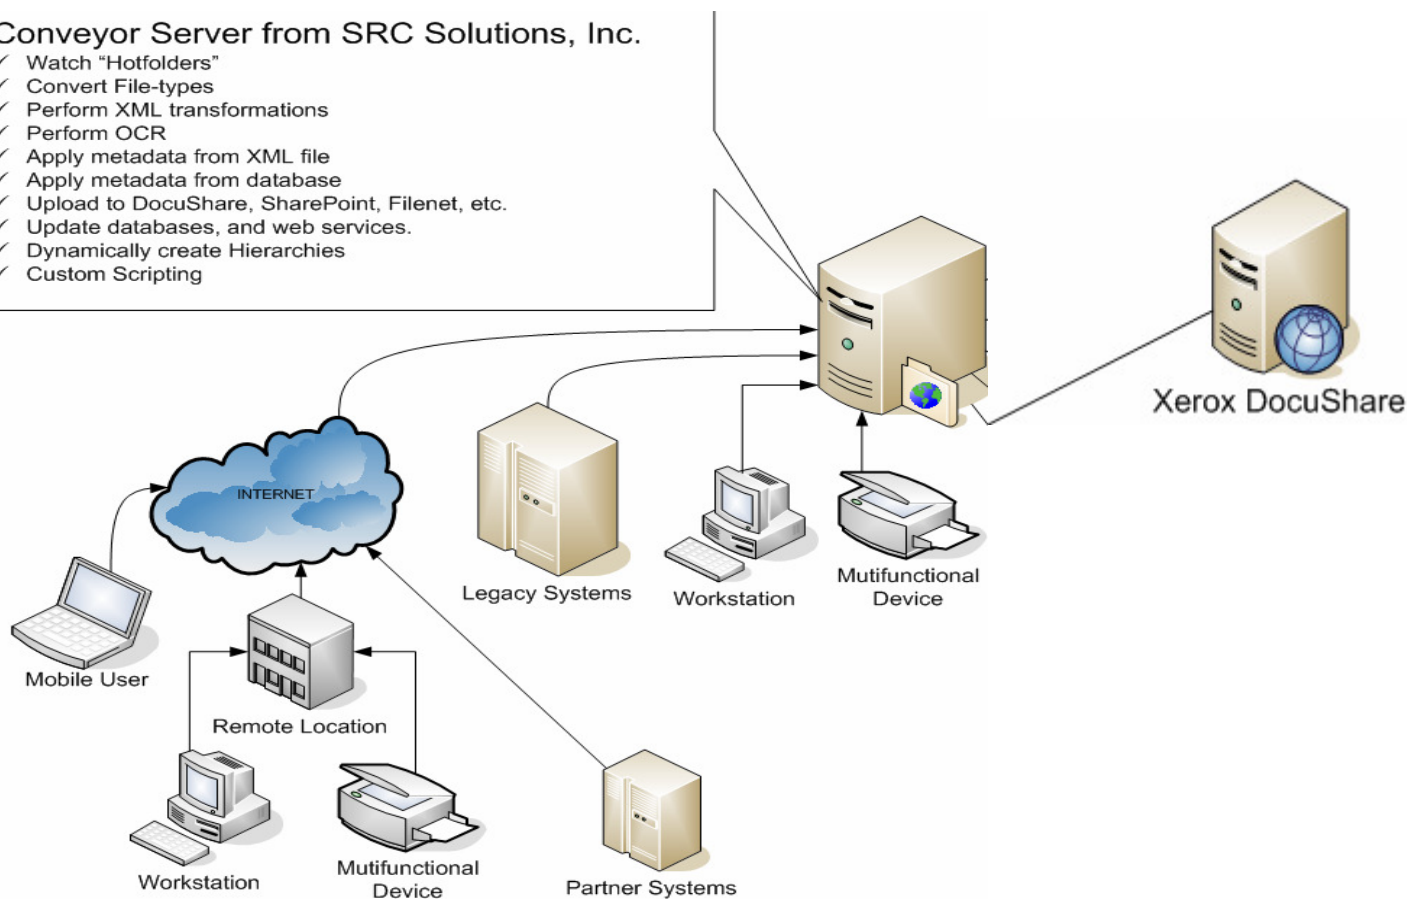 Conveyor Server from SRC Solutions, Inc.
✓ Watch “Hotfolders”
✓ Convert File-types
✓ Perform XML transformations
✓ Perform OCR
✓ Apply metadata from XML file
✓ Apply metadata from database
✓ Upload to DocuShare, SharePoint, Filenet, etc.
✓ Update databases, and web services.
✓ Dynamically create Hierarchies
✓ Custom Scripting
Xerox DocuShare
INTERNET
Legacy Systems
Workstation
Mutifunctional
Device
Mobile User
Remote Location
Workstation
Mutifunctional
Device
Partner Systems